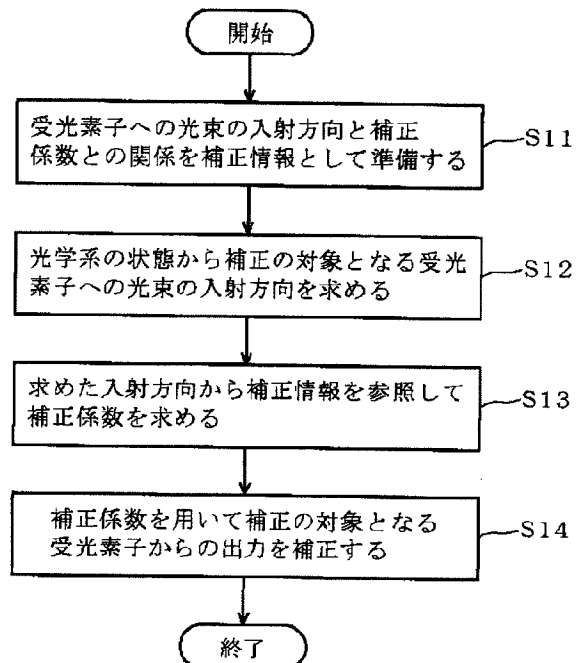 開始
受光素子への光束の入射方向と補正
係数との関係を補正情報として準備する
S11
光学系の状態から補正の対象となる受光
素子への光束の入射方向を求める
S12
求めた入射方向から補正情報を参照して
補正係数を求める
S13
補正係数を用いて補正の対象となる
受光素子からの出力を補正する
S14
終了